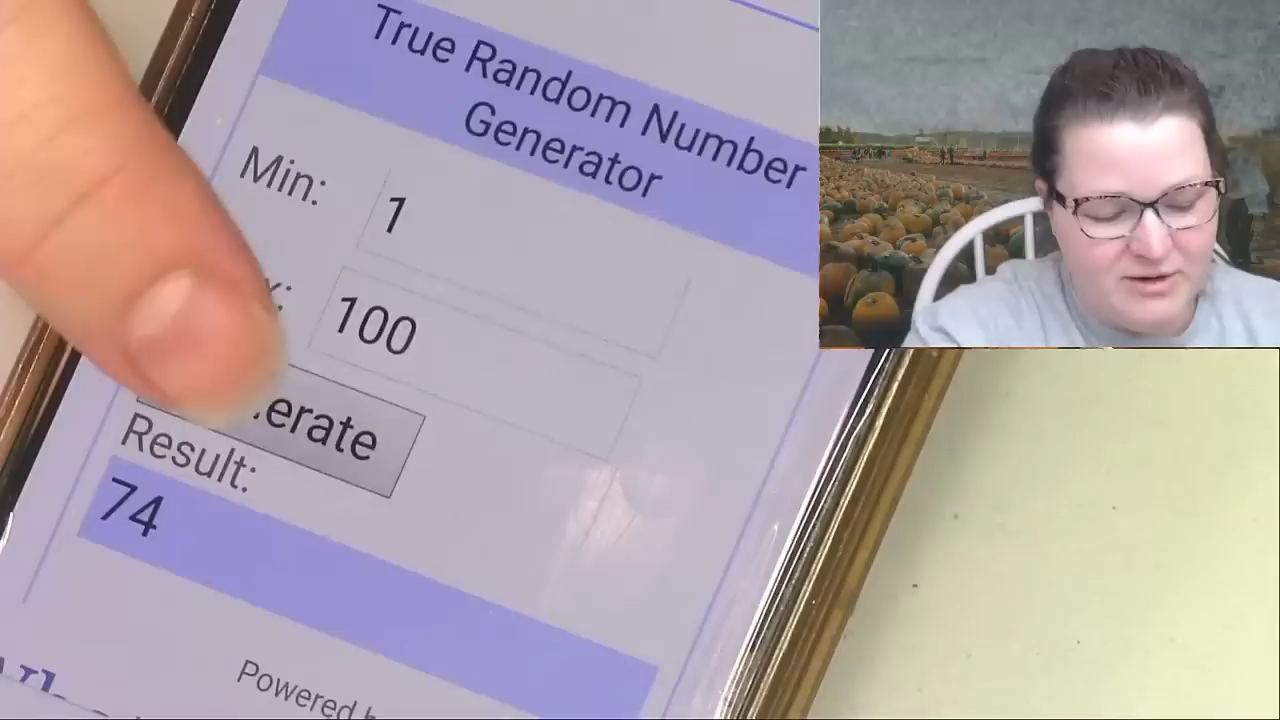 True Random Number
Generator
Min:
1
100
erate
Result:
74
Powered